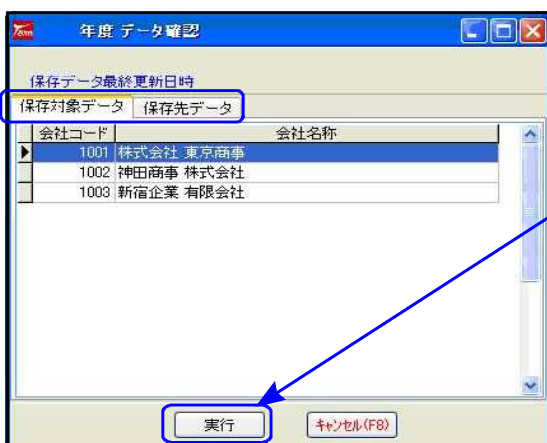 Tam 年度 データ確認
保存データ最終更新日時
保存対象データ 保存先データ
会社コード 会社名称
1001 株式会社 東京商事
1002 神田商事 株式会社
1003 新宿企業 有限会社
実行 キャンセル(F8)